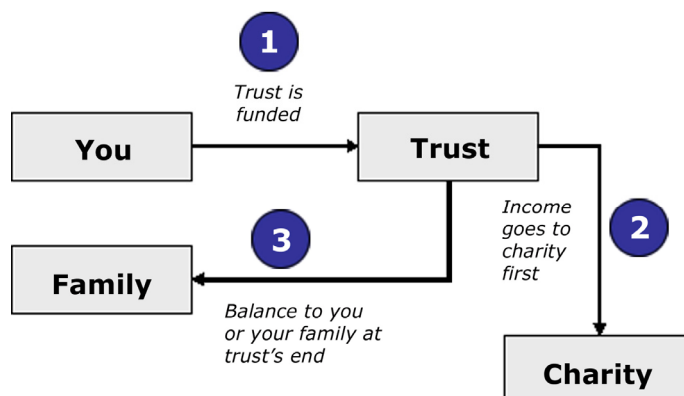 1
Trust is
funded
You
Trust
Income
goes to
charity
first
2
3
Family
Balance to you
or your family at
trust's end
Charity